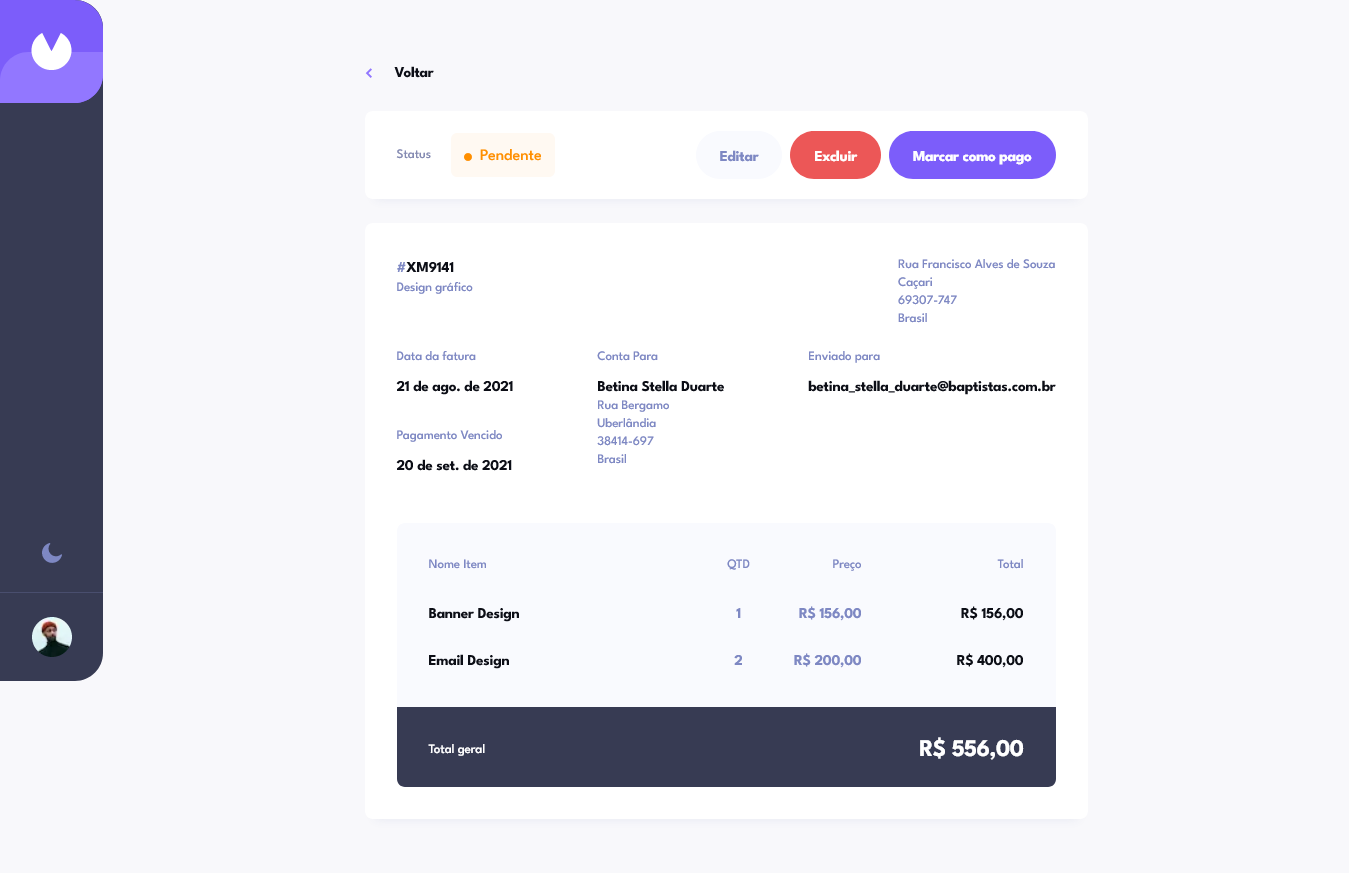 Voltar
Status
Pendente
Editar
Excluir
Marcar como pago
#XM9141
Design gráfico
Rua Francisco Alves de Souza
Caçari
69307-747
Brasil
Data da fatura
21 de ago. de 2021
Pagamento Vencido
20 de set. de 2021
Conta Para
Betina Stella Duarte
Rua Bergamo
Uberlândia
38414-697
Brasil
Enviado para
betina_stella_duarte@baptistas.com.br
Nome Item QTD Preço Total
Banner Design 1 R$ 156,00 R$ 156,00
Email Design 2 R$ 200,00 R$ 400,00
Total geral R$ 556,00